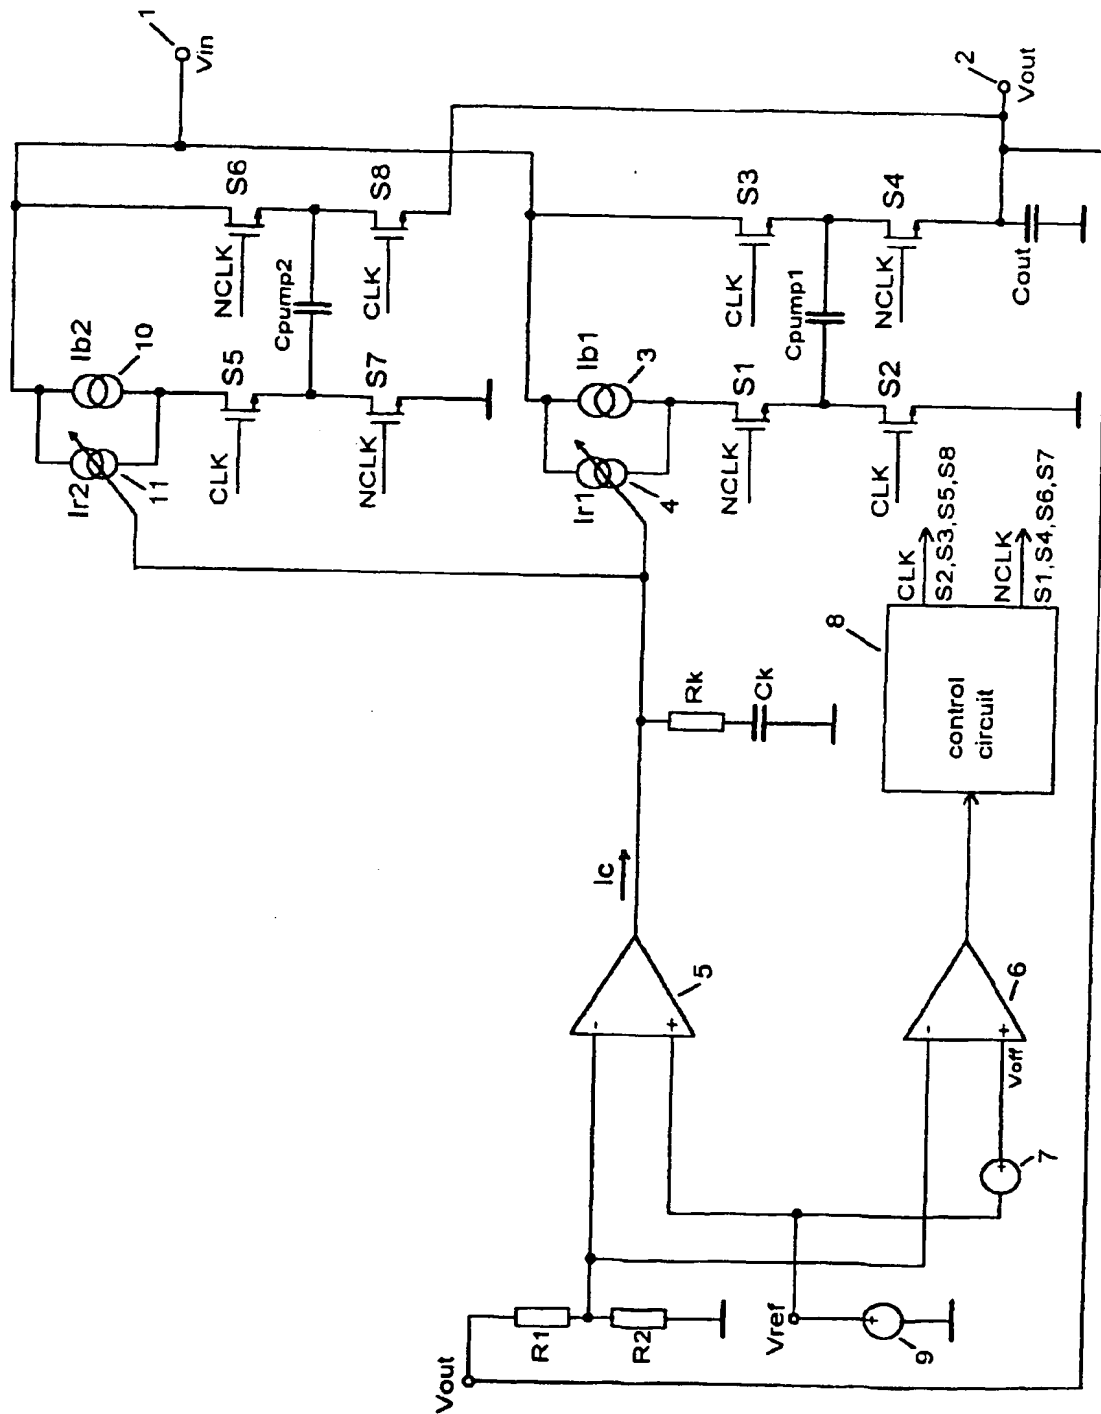 1
Vin
2
Vout
S6
NCLK
S8
CLK
Cpump2
Ib2
10
Ir2
11
S5
CLK
S7
NCLK
S3
CLK
S4
NCLK
Cout
Cpump1
Ib1
3
Ir1
4
S1
NCLK
S2
CLK
CLK
S2,S3,S5,S8
NCLK
S1,S4,S6,S7
8
control
circuit
Rk
Ck
Ic
5
-
+
6
-
+
Voff
7
Vout
R1
R2
Vref
+
9
+